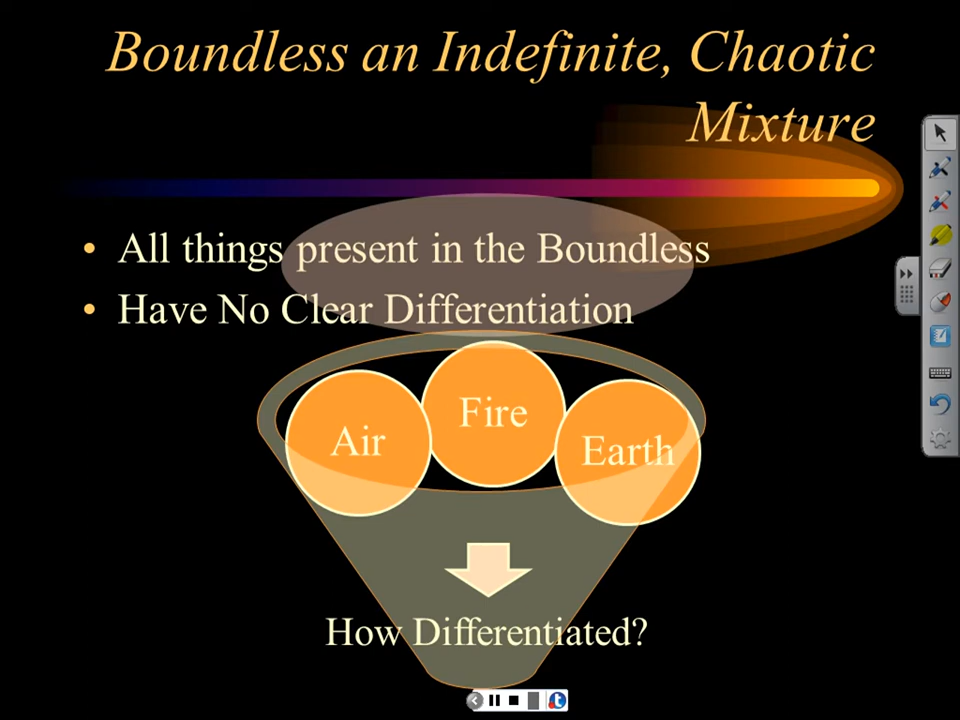 Boundless an Indefinite, Chaotic
Mixture
• All things present in the Boundless
• Have No Clear Differentiation
Fire
Air
Earth
How Differentiated?